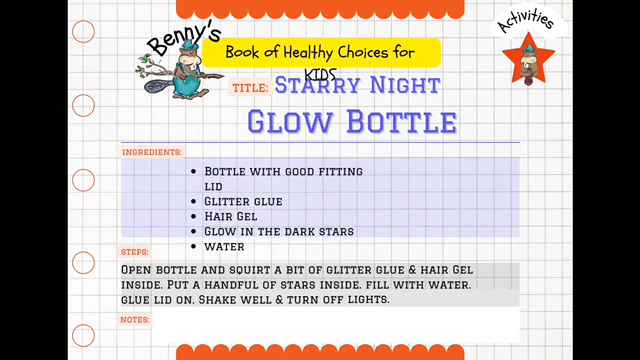 Benny's
Activities
Book of Healthy Choices for
KIDS
TITLE: STARRY NIGHT
GLOW BOTTLE
INGREDIENTS:
• BOTTLE WITH GOOD FITTING
LID
• GLITTER GLUE
• HAIR GEL
• GLOW IN THE DARK STARS
• WATER
STEPS:
OPEN BOTTLE AND SQUIRT A BIT OF GLITTER GLUE & HAIR GEL
INSIDE. PUT A HANDFUL OF STARS INSIDE. FILL WITH WATER.
GLUE LID ON. SHAKE WELL & TURN OFF LIGHTS.
NOTES: